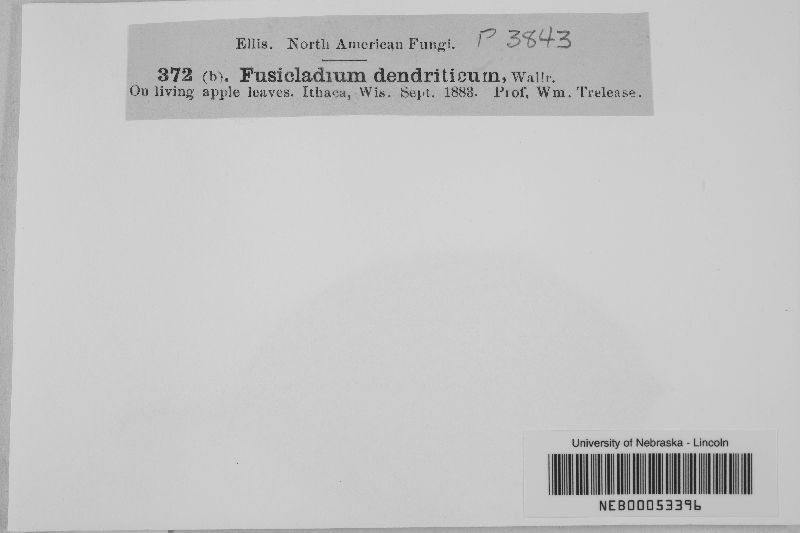 Ellis. North American Fungi. P 3843
372 (b). Fusicladium dendriticum, Wallr.
On living apple leaves. Ithaca, Wis. Sept. 1883. Prof. Wm. Trelease.
University of Nebraska - Lincoln
NEB00053396